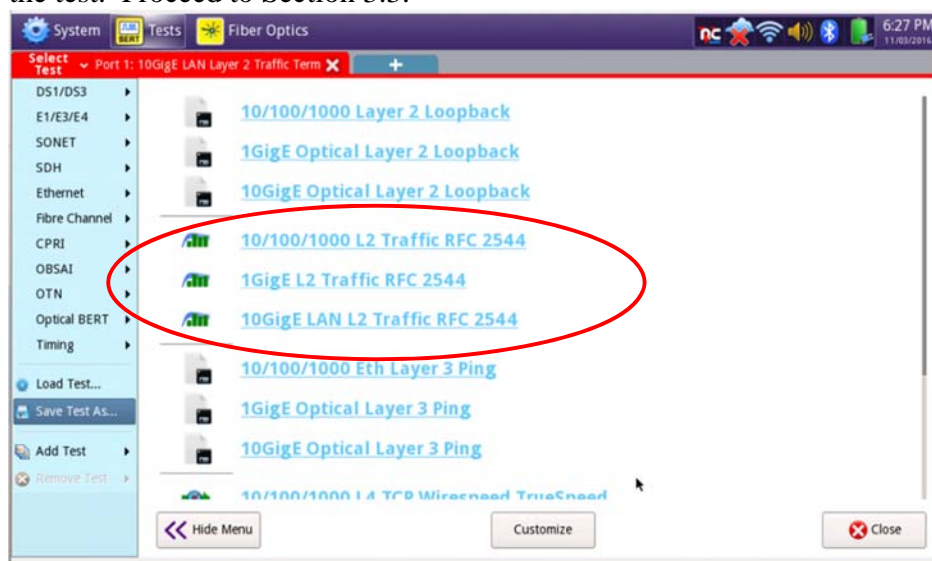 the test. Proceed to Section 3.3.
System
BERT
Tests
Fiber Optics
nc
6:27 PM
11/03/2016
Select
Test
Port 1: 10GigE LAN Layer 2 Traffic Term
+
DS1/DS3
E1/E3/E4
SONET
SDH
Ethernet
Fibre Channel
CPRI
OBSAI
OTN
Optical BERT
Timing
Load Test...
Save Test As...
Add Test
Remove Test
10/100/1000 Layer 2 Loopback
1GigE Optical Layer 2 Loopback
10GigE Optical Layer 2 Loopback
10/100/1000 L2 Traffic RFC 2544
1GigE L2 Traffic RFC 2544
10GigE LAN L2 Traffic RFC 2544
10/100/1000 Eth Layer 3 Ping
1GigE Optical Layer 3 Ping
10GigE Optical Layer 3 Ping
10/100/1000 L4 TCP Wirespeed TrueSpeed
Hide Menu
Customize
Close